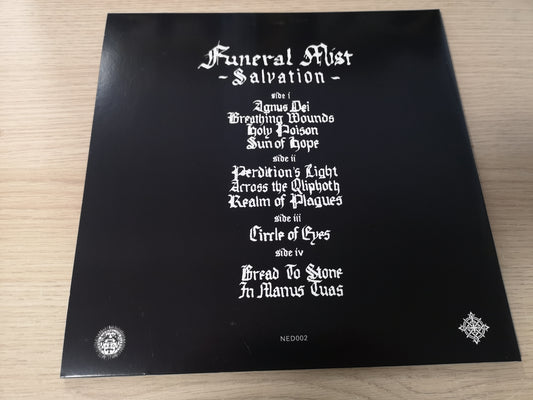 Funeral Mist
- Salvation -
side i
Agnus Dei
Breathing Wounds
Holy Poison
Sun of Hope
side ii
Perdition's Light
Across the Qliphoth
Realm of Plagues
side iii
Circle of Eyes
side iv
Bread To Stone
In Manus Tuas
NED002